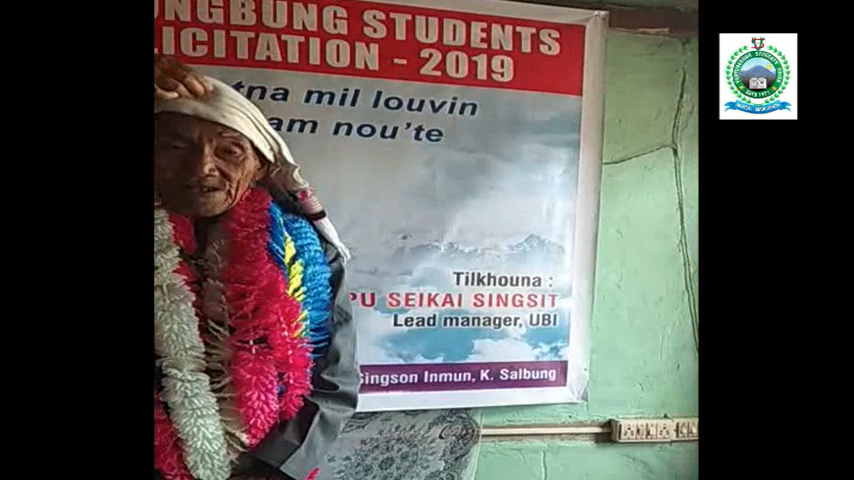 NGBUNG STUDENTS
LICITATION - 2019
tna mil louvin
am nou'te
Tilkhouna :
PU SEIKAI SINGSIT
Lead manager, UBI
Singson Inmun, K. Salbung